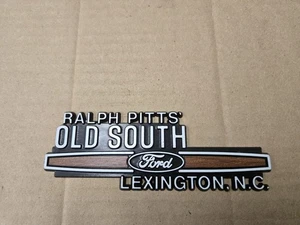 RALPH PITTS'
OLD SOUTH
Ford
LEXINGTON, N.C.